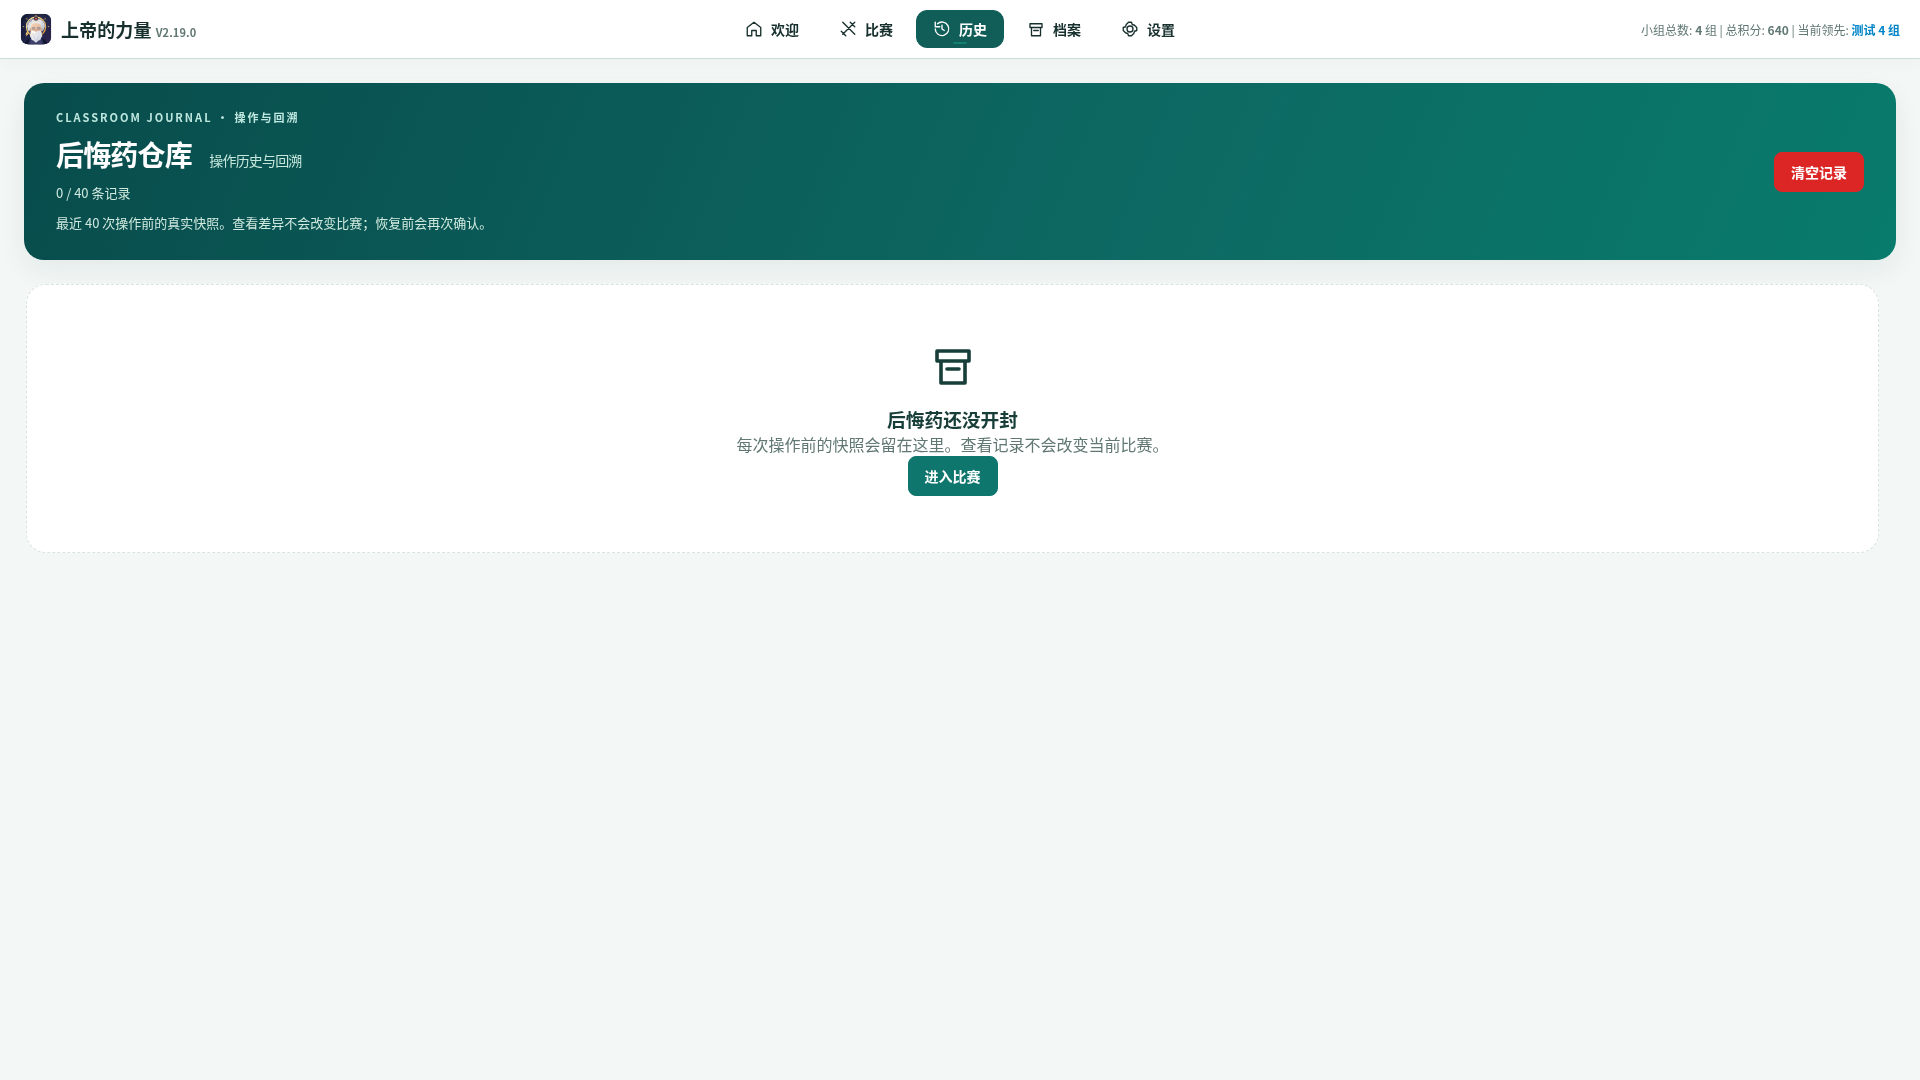 上帝的力量 V2.19.0
欢迎
比赛
历史
档案
设置
小组总数: 4 组 | 总积分: 640 | 当前领先: 测试 4 组
CLASSROOM JOURNAL · 操作与回溯
后悔药仓库 操作历史与回溯
0 / 40 条记录
最近 40 次操作前的真实快照。查看差异不会改变比赛；恢复前会再次确认。
清空记录
后悔药还没开封
每次操作前的快照会留在这里。查看记录不会改变当前比赛。
进入比赛